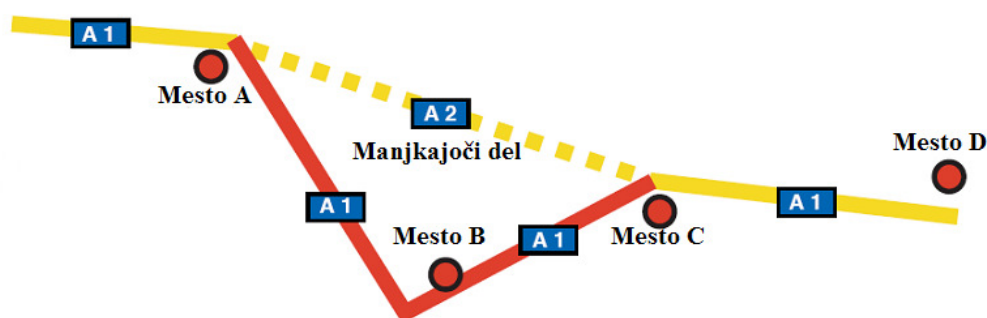 A 1
Mesto A
A 2
Manjkajoči del
Mesto D
A 1
A 1
Mesto B
A 1
Mesto C